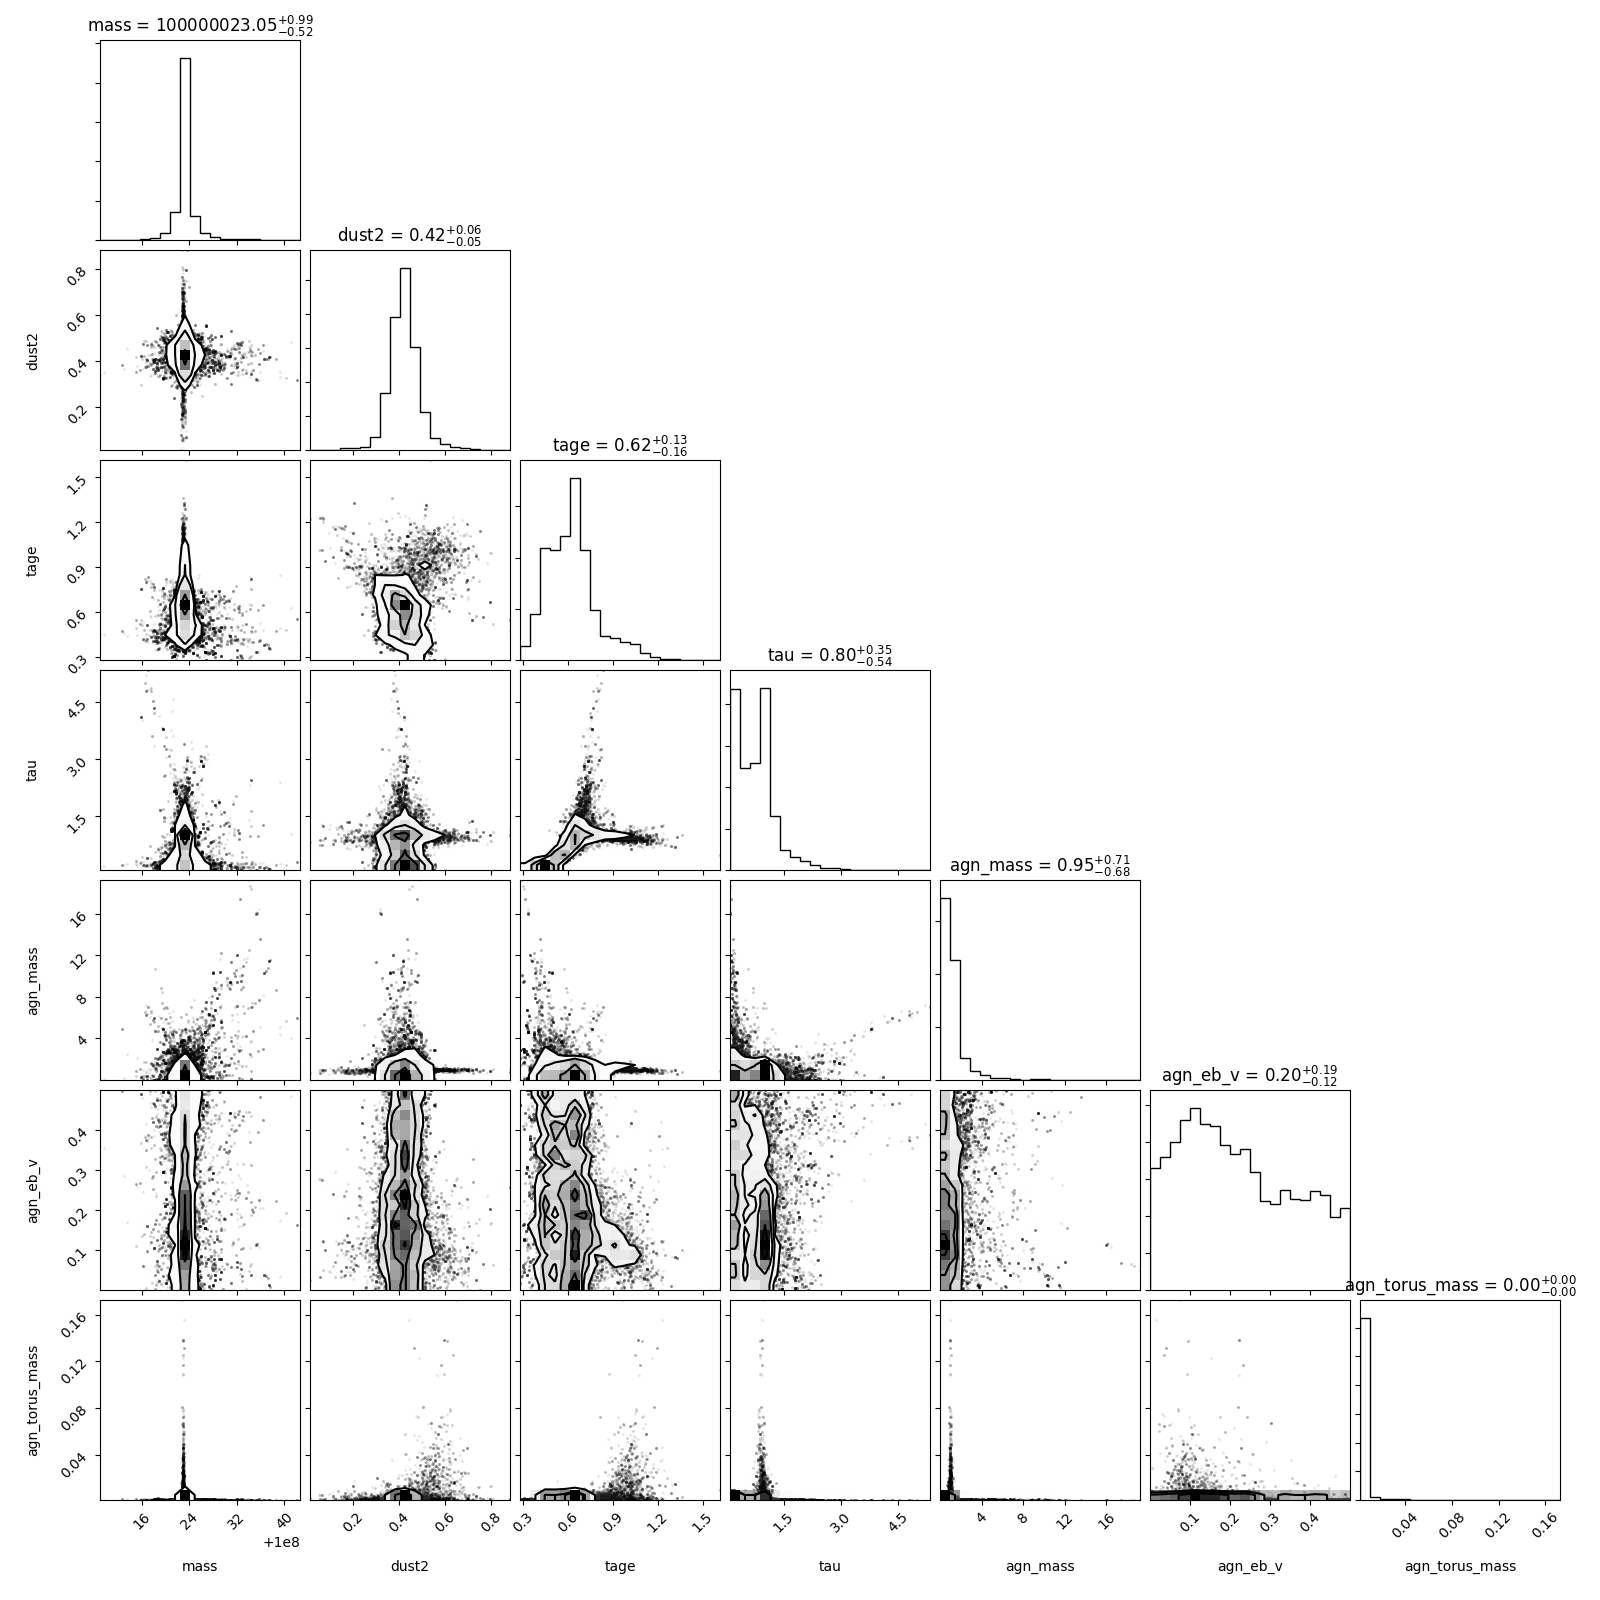 mass = 100000023.05+0.99−0.52
dust2 = 0.42+0.06−0.05
dust2
0.8
0.6
0.4
0.2
tage = 0.62+0.13−0.16
tage
1.5
1.2
0.9
0.6
0.3
tau = 0.80+0.35−0.54
tau
4.5
3.0
1.5
agn_mass = 0.95+0.71−0.68
agn_mass
16
12
8
4
agn_eb_v = 0.20+0.19−0.12
agn_eb_v
0.4
0.3
0.2
0.1
agn_torus_mass = 0.00+0.00−0.00
agn_torus_mass
0.16
0.12
0.08
0.04
16 24 32 40 0.2 0.4 0.6 0.8 0.3 0.6 0.9 1.2 1.5 1.5 3.0 4.5 4 8 12 16 0.1 0.2 0.3 0.4 0.04 0.08 0.12 0.16
+1e8
mass dust2 tage tau agn_mass agn_eb_v agn_torus_mass